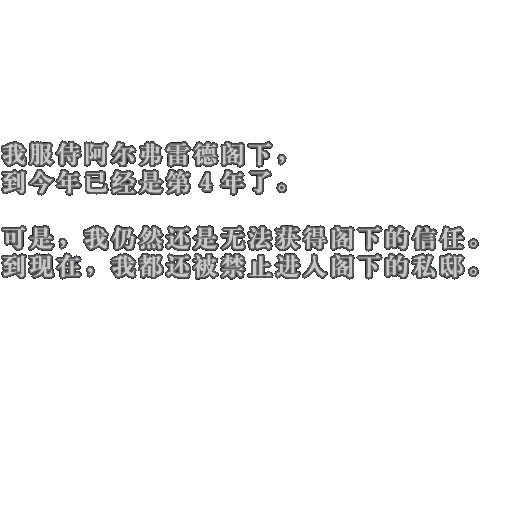 我服侍阿尔弗雷德阁下，
到今年已经是第4年了。
可是，我仍然还是无法获得阁下的信任。
到现在，我都还被禁止进入阁下的私邸。